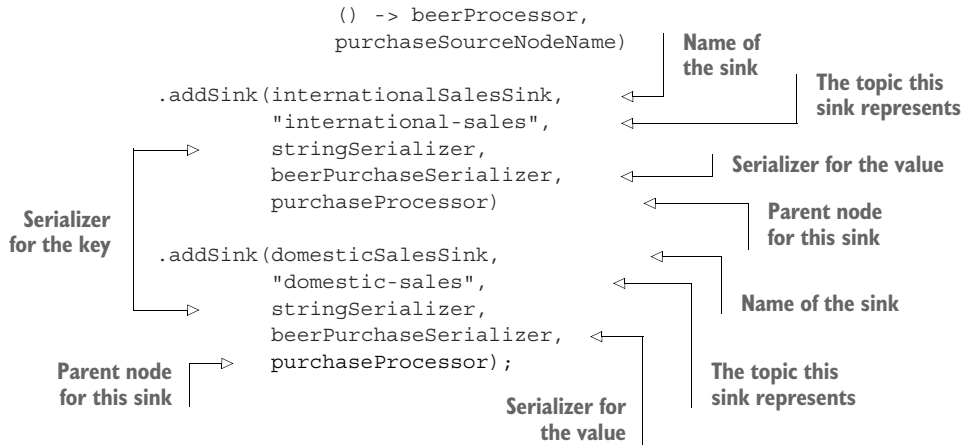 () -> beerProcessor,
purchaseSourceNodeName)
Name of
the sink
.addSink(internationalSalesSink,
The topic this
sink represents
"international-sales",
stringSerializer,
Serializer for the value
beerPurchaseSerializer,
purchaseProcessor)
Parent node
for this sink
Serializer
for the key
.addSink(domesticSalesSink,
"domestic-sales",
Name of the sink
stringSerializer,
beerPurchaseSerializer,
purchaseProcessor);
Parent node
for this sink
The topic this
sink represents
Serializer for
the value